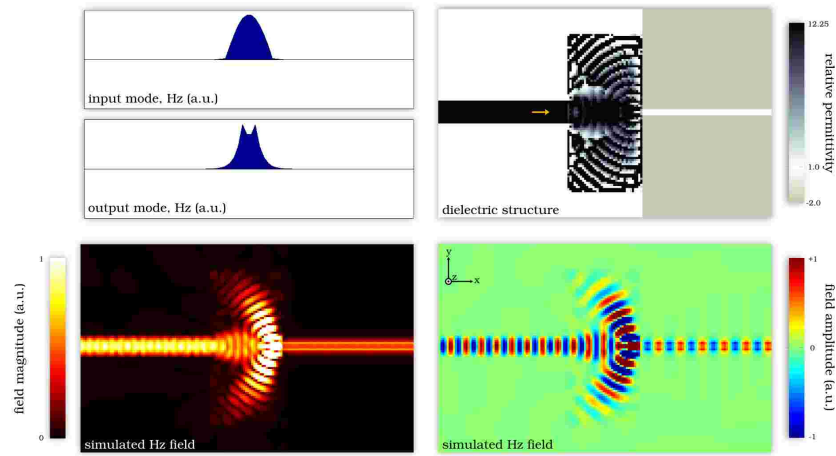 input mode, Hz (a.u.)
output mode, Hz (a.u.)
dielectric structure
12.25
1.0
-2.0
relative permittivity
1
0
field magnitude (a.u.)
simulated Hz field
y
z
x
simulated Hz field
+1
0
-1
field amplitude (a.u.)